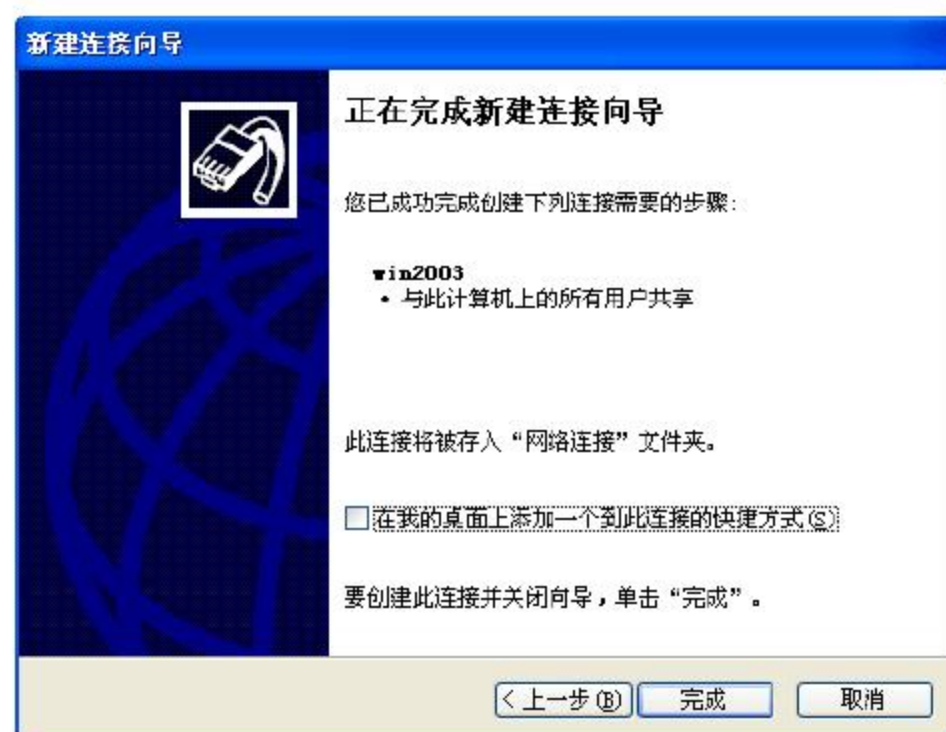 新建连接向导
正在完成新建连接向导
您已成功完成创建下列连接需要的步骤:
win2003
• 与此计算机上的所有用户共享
此连接将被存入“网络连接”文件夹。
在我的桌面上添加一个到此连接的快捷方式(S)
要创建此连接并关闭向导,单击“完成”。
< 上一步(B) 完成 取消